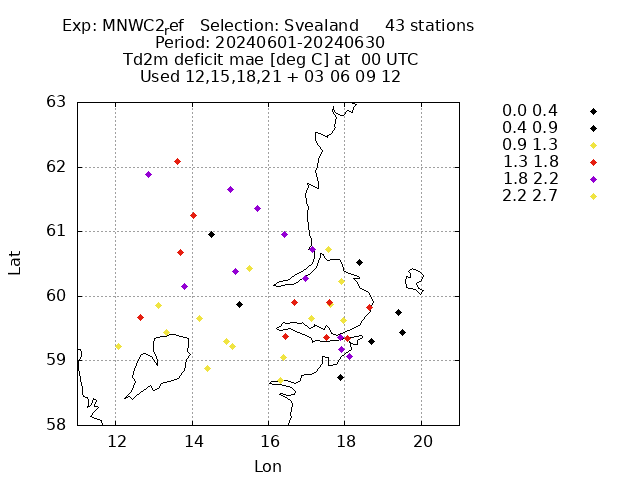 Exp: MNWC2ref   Selection: Svealand     43 stations
Period: 20240601-20240630
Td2m deficit mae [deg C] at  00 UTC
Used 12,15,18,21 + 03 06 09 12
0.0 0.4
0.4 0.9
0.9 1.3
1.3 1.8
1.8 2.2
2.2 2.7
63
62
61
60
59
58
Lat
12 14 16 18 20
Lon